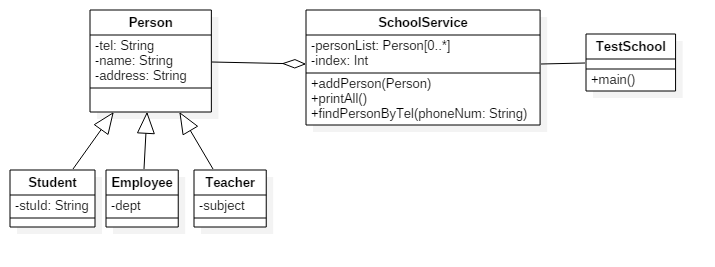 Person
-tel: String
-name: String
-address: String
SchoolService
-personList: Person[0..*]
-index: Int
+addPerson(Person)
+printAll()
+findPersonByTel(phoneNum: String)
TestSchool
+main()
Student
-stuId: String
Employee
-dept
Teacher
-subject